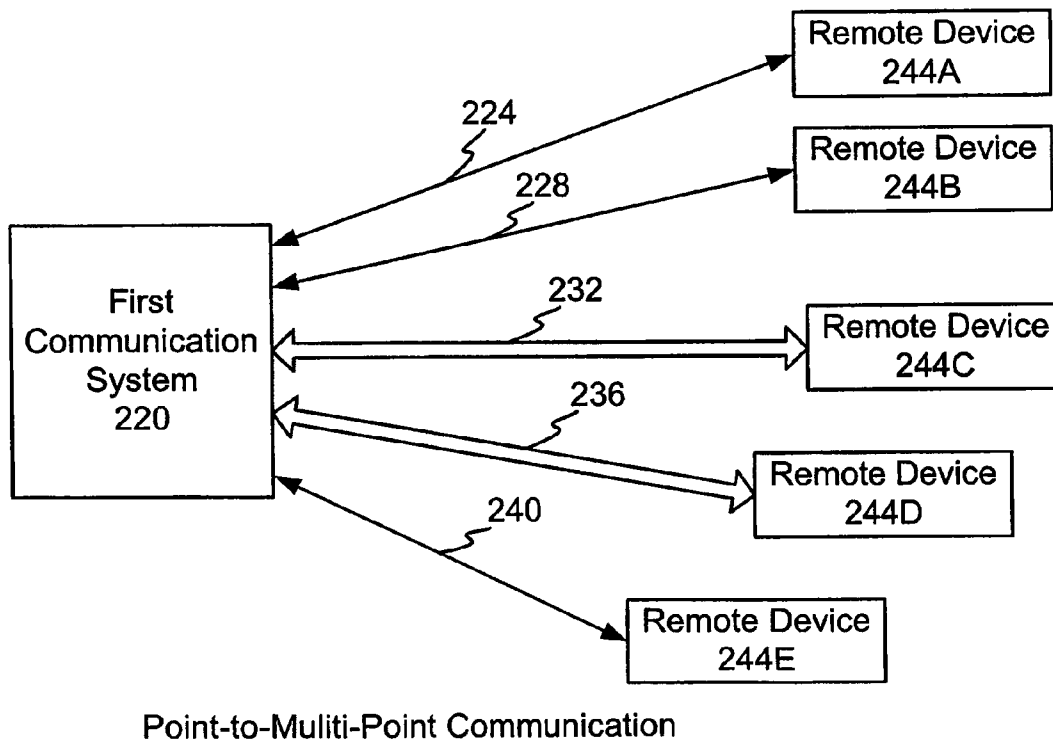 Remote Device
244A
224
Remote Device
244B
228
First
Communication
System
220
232
Remote Device
244C
236
Remote Device
244D
240
Remote Device
244E
Point-to-Muliti-Point Communication